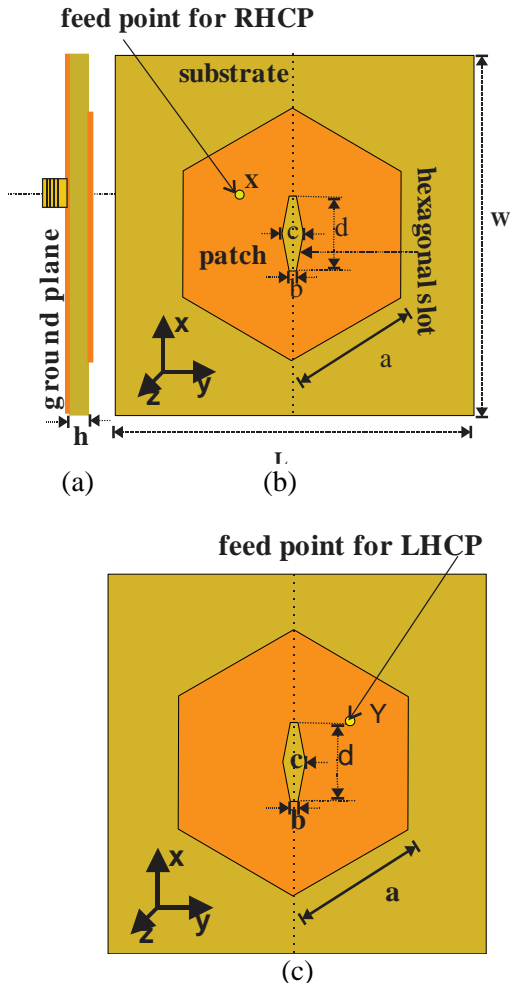 feed point for RHCP
substrate
x
W
hexagonal slot
d
c
patch
b
a
ground plane
x
y
z
h
L
(a)
(b)
feed point for LHCP
Y
d
c
b
a
x
y
z
(c)